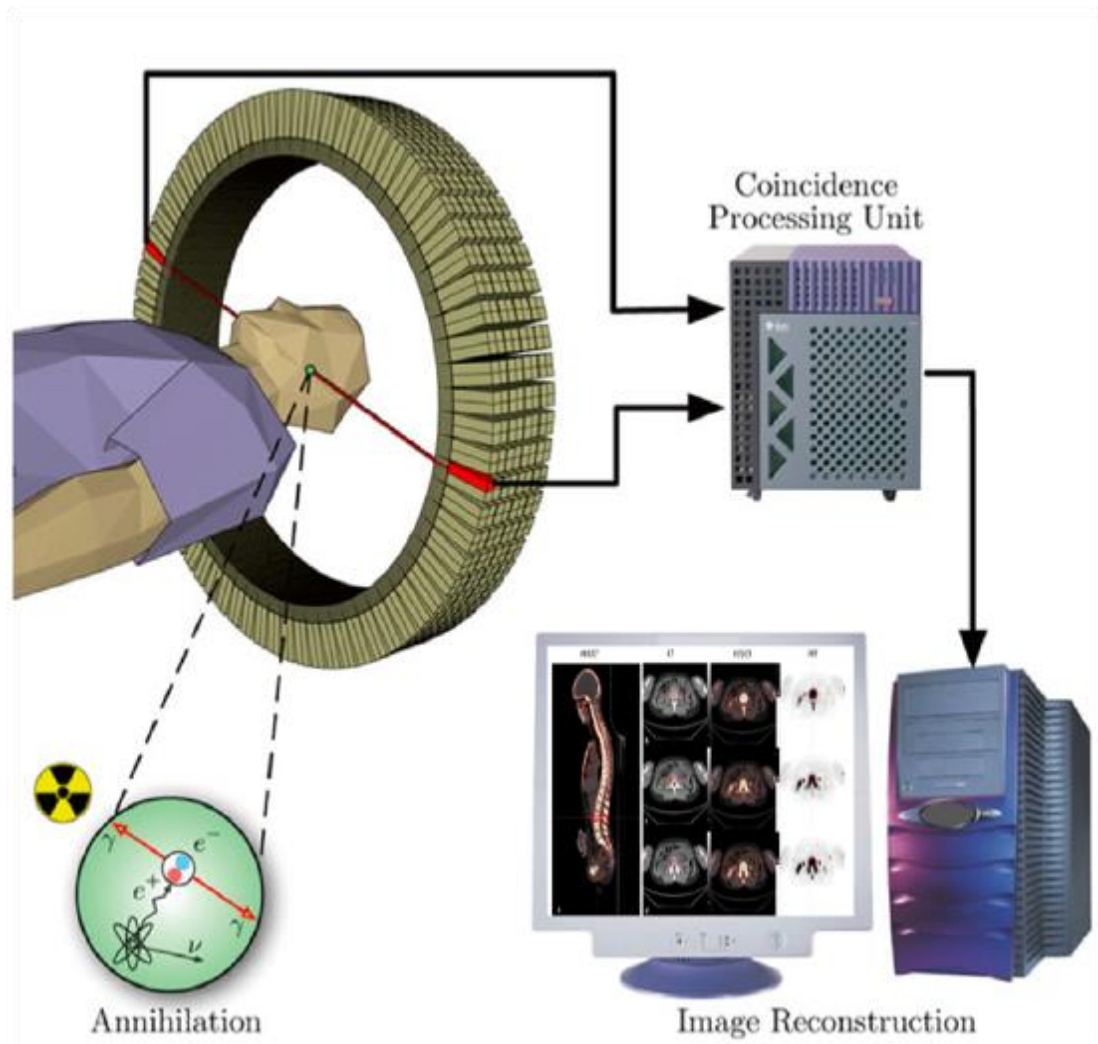 Coincidence
Processing Unit
γ
e⁻
e⁺
γ
ν
Annihilation
Image Reconstruction